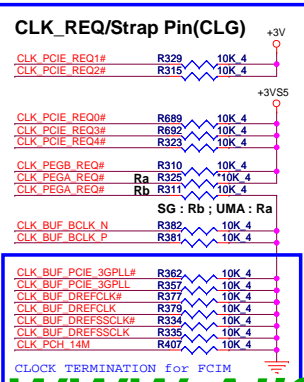 CLK_REQ/Strap Pin(CLG)
+3V
CLK_PCIE_REQ1# R329 10K_4
CLK_PCIE_REQ2# R315 10K_4
+3VS5
CLK_PCIE_REQ0# R689 10K_4
CLK_PCIE_REQ3# R692 10K_4
CLK_PCIE_REQ4# R323 10K_4
CLK_PEGB_REQ# R310 10K_4
CLK_PEGA_REQ# Ra R325 *10K_4
CLK_PEGA_REQ# Rb R311 10K_4
SG : Rb ; UMA : Ra
CLK_BUF_BCLK_N R382 10K_4
CLK_BUF_BCLK_P R381 10K_4
CLK_BUF_PCIE_3GPLL# R362 10K_4
CLK_BUF_PCIE_3GPLL R357 10K_4
CLK_BUF_DREFCLK# R377 10K_4
CLK_BUF_DREFCLK R379 10K_4
CLK_BUF_DREFSSCLK# R334 10K_4
CLK_BUF_DREFSSCLK R335 10K_4
CLK_PCH_14M R407 10K_4
CLOCK TERMINATION for FCIM